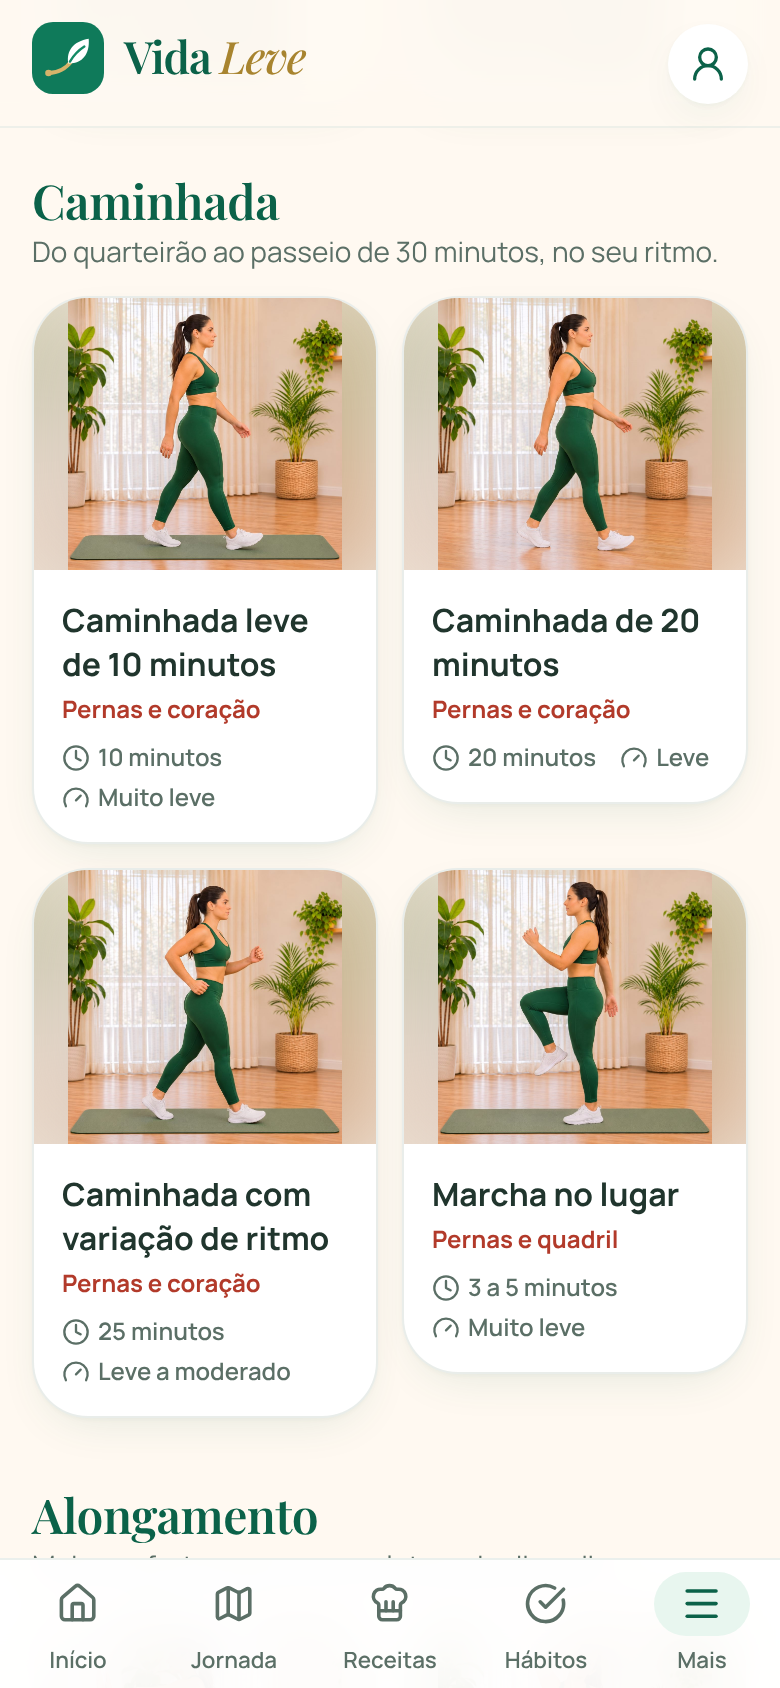 Vida Leve
Caminhada
Do quarteirão ao passeio de 30 minutos, no seu ritmo.
Caminhada leve
de 10 minutos
Pernas e coração
10 minutos
Muito leve
Caminhada de 20
minutos
Pernas e coração
20 minutos Leve
Caminhada com
variação de ritmo
Pernas e coração
25 minutos
Leve a moderado
Marcha no lugar
Pernas e quadril
3 a 5 minutos
Muito leve
Alongamento
Início Jornada Receitas Hábitos Mais